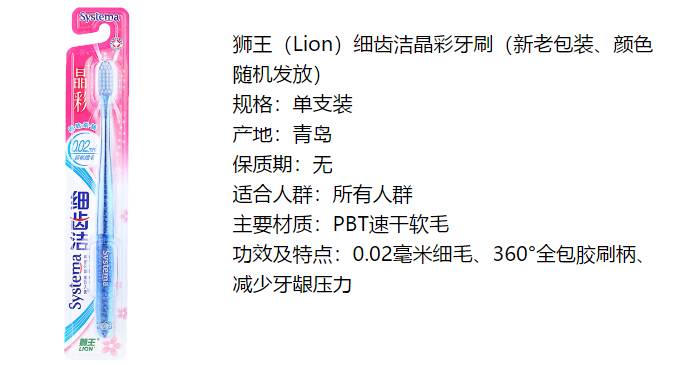 Systema
晶彩
0.02mm
超软细毛
细齿洁
Systema
Systema
狮王
LION
狮王（Lion）细齿洁晶彩牙刷（新老包装、颜色
随机发放）
规格：单支装
产地：青岛
保质期：无
适合人群：所有人群
主要材质：PBT速干软毛
功效及特点：0.02毫米细毛、360°全包胶刷柄、
减少牙龈压力